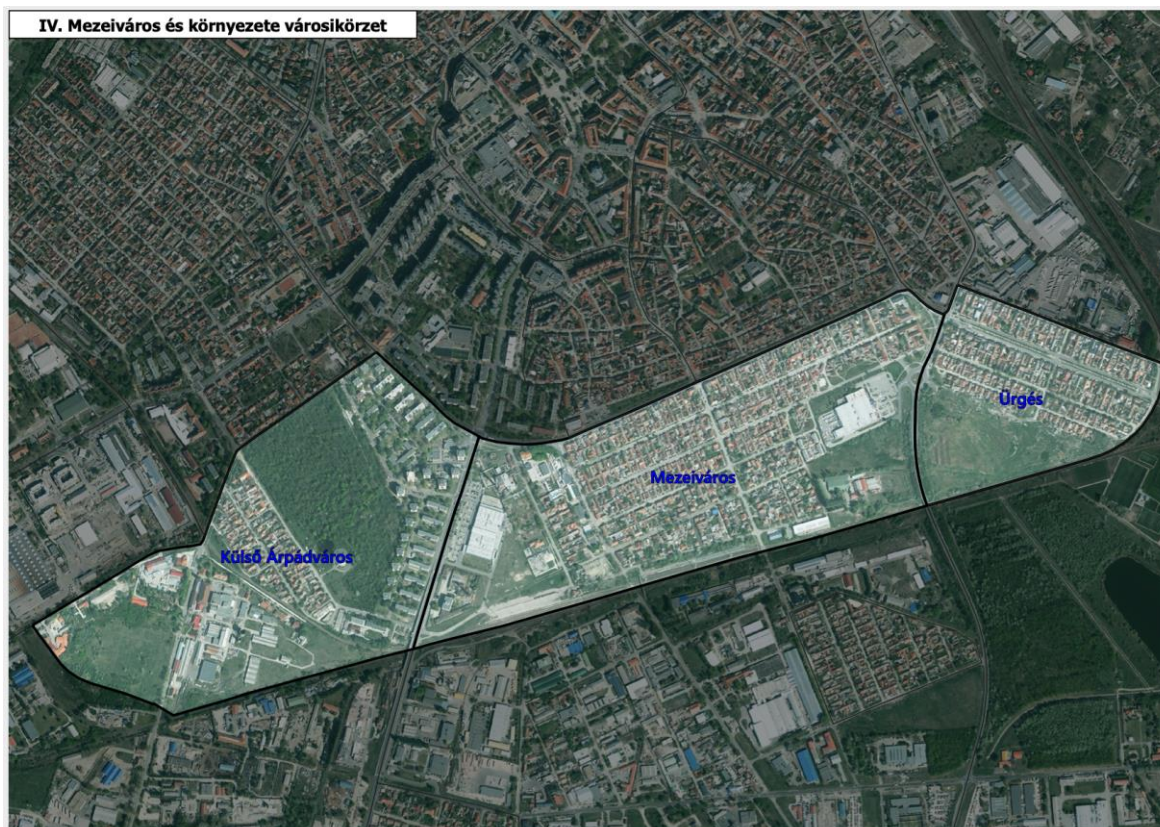 IV. Mezeiváros és környezete városikörzet
Ürgés
Mezeiváros
Külső Árpádváros